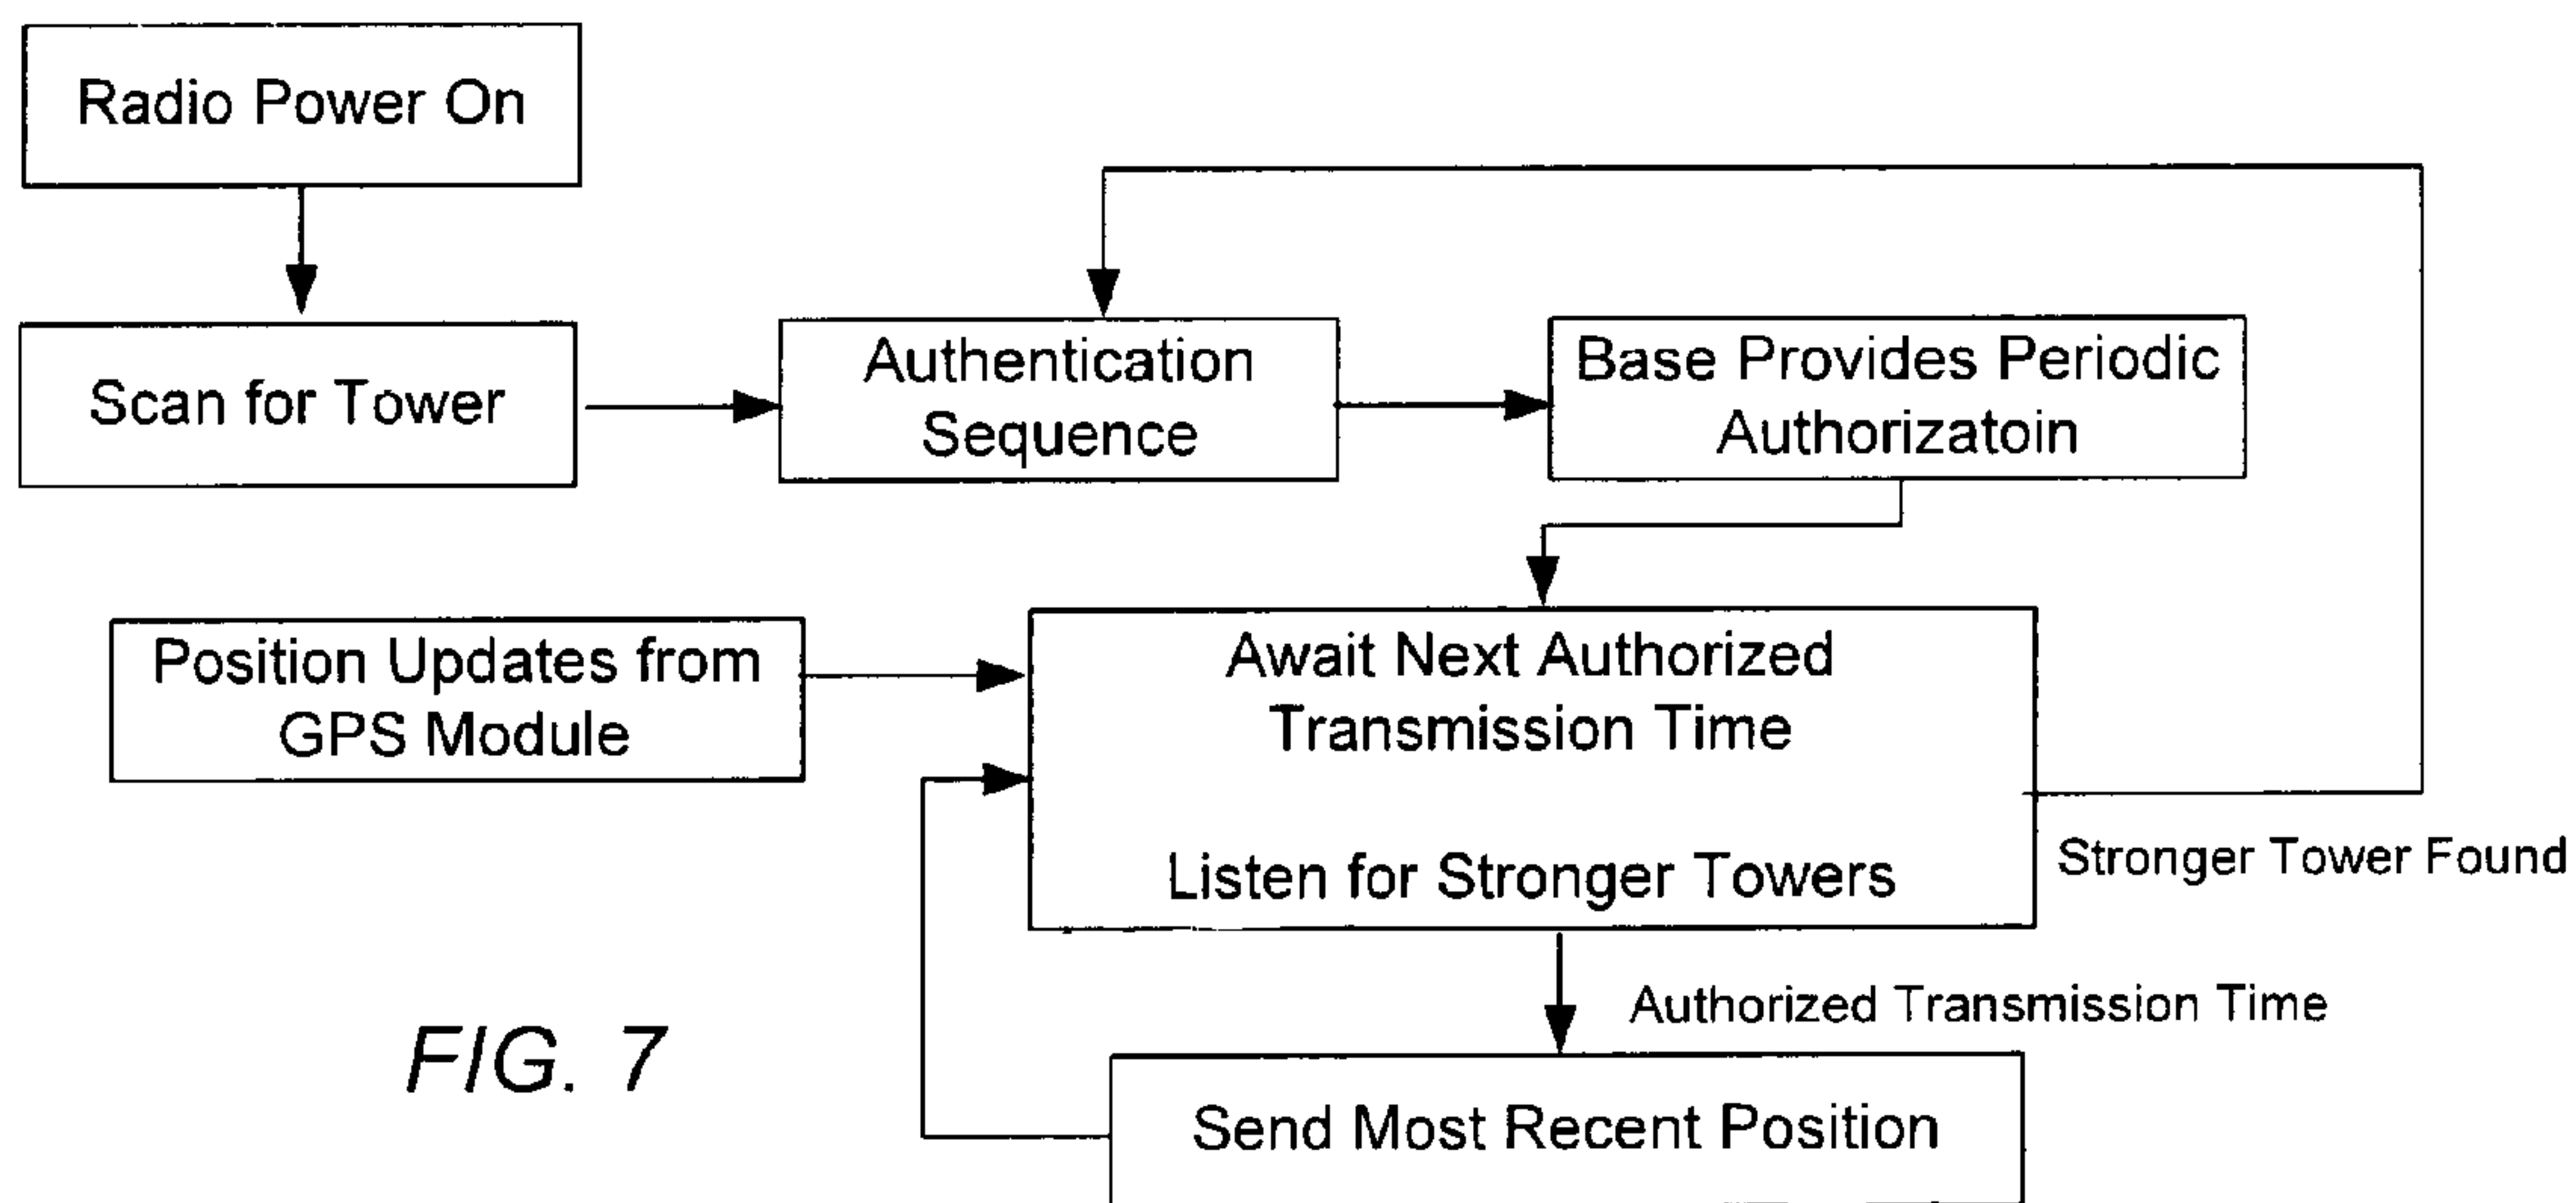 Radio Power On
Scan for Tower
Authentication
Sequence
Base Provides Periodic
Authorizatoin
Position Updates from
GPS Module
Await Next Authorized
Transmission Time
Listen for Stronger Towers
Stronger Tower Found
Authorized Transmission Time
Send Most Recent Position
FIG. 7